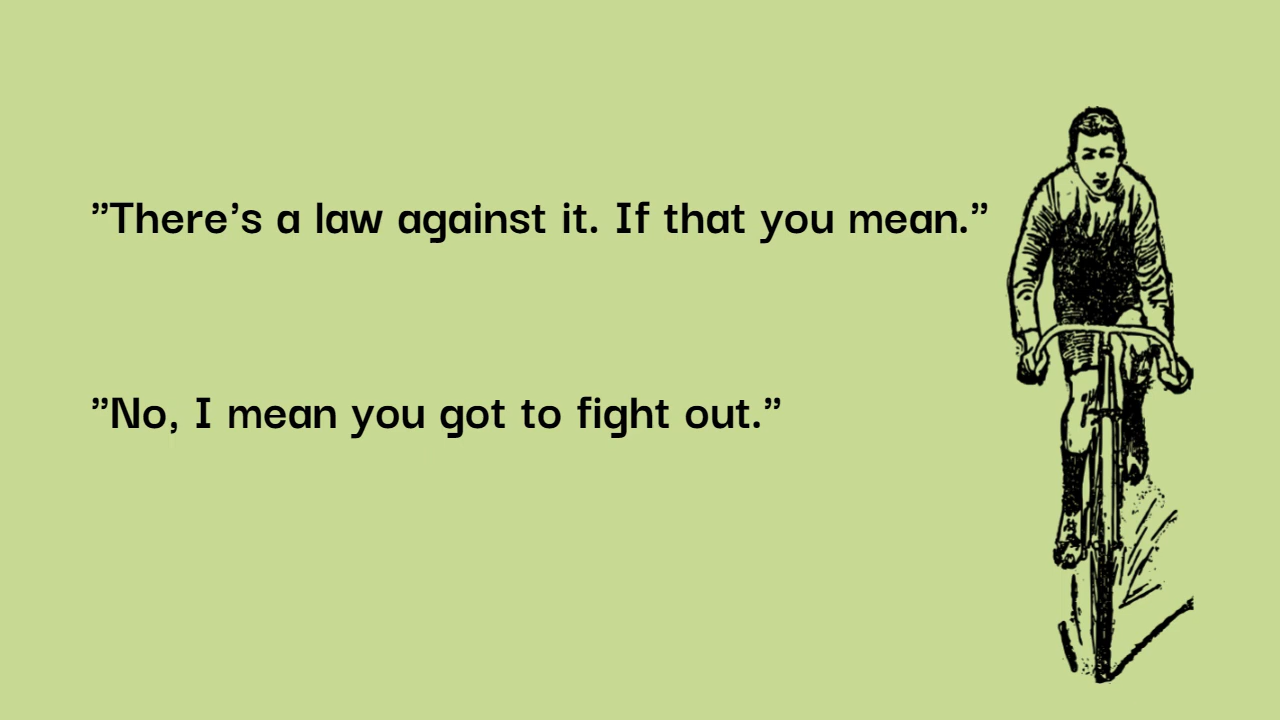 ”There’s a law against it. If that you mean.”
”No, I mean you got to fight out.”